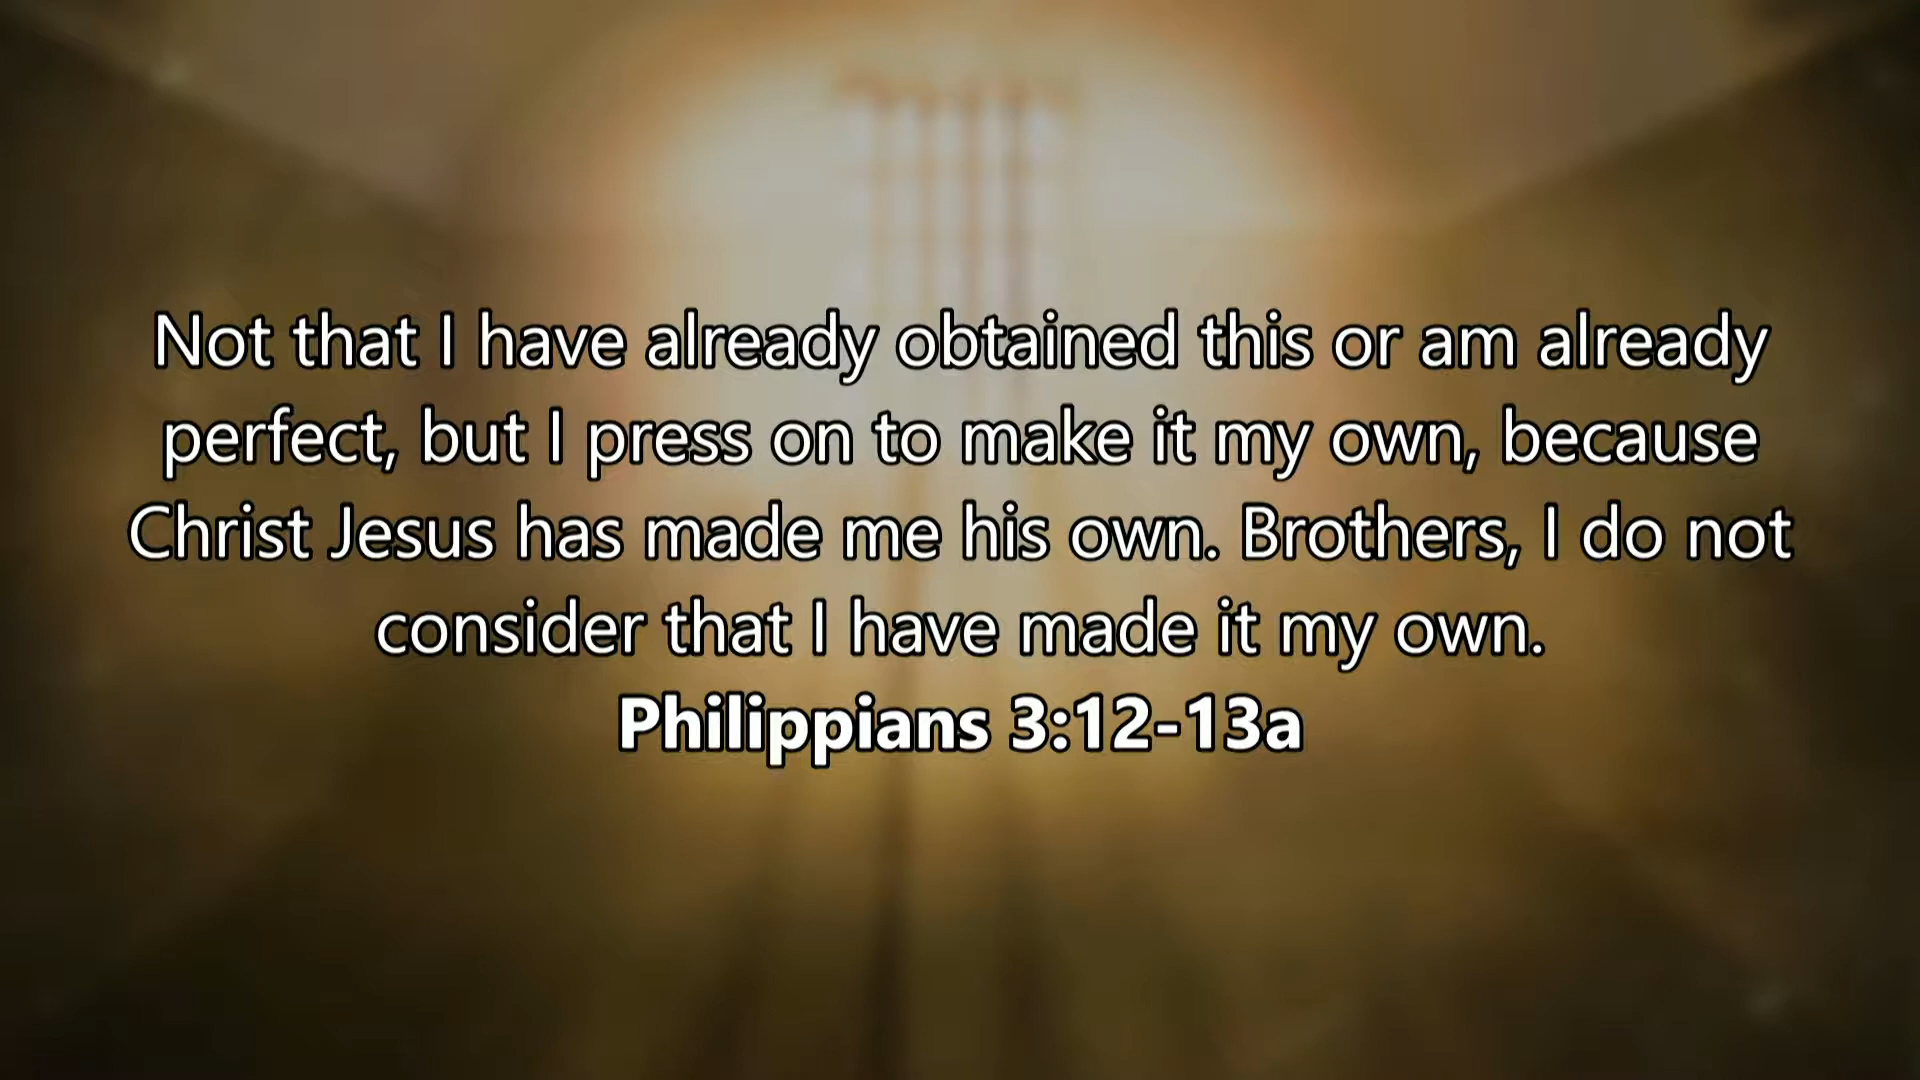 Not that I have already obtained this or am already
perfect, but I press on to make it my own, because
Christ Jesus has made me his own. Brothers, I do not
consider that I have made it my own.
Philippians 3:12-13a